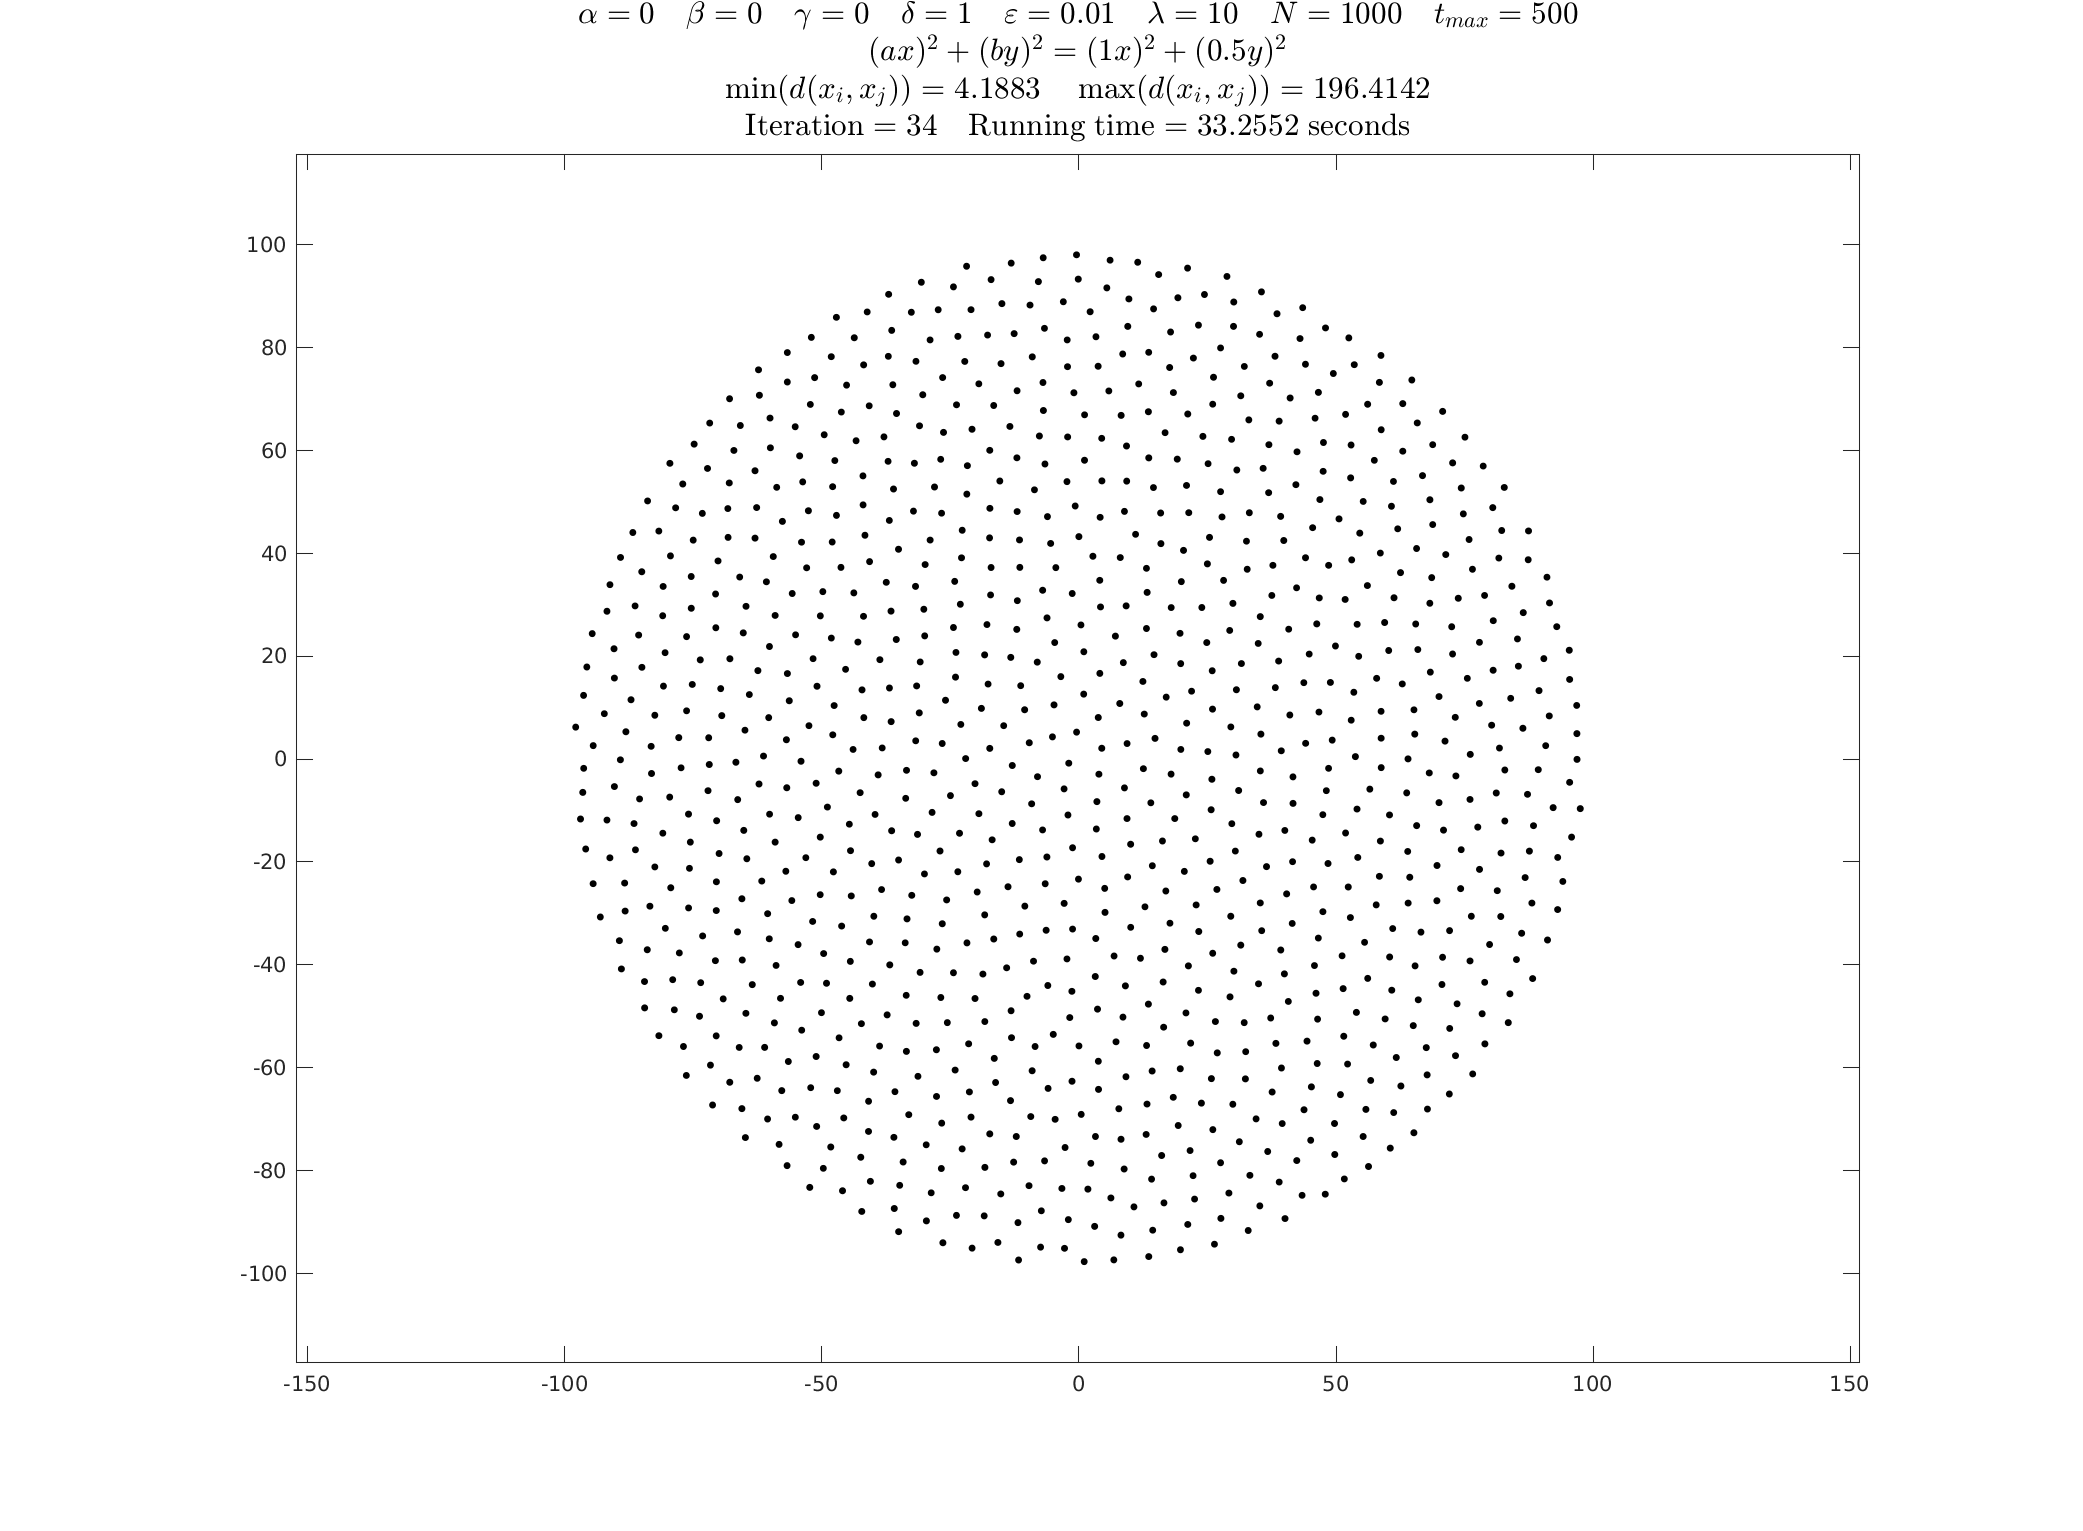 α = 0 β = 0 γ = 0 δ = 1 ε = 0.01 λ = 10 N = 1000 t_max = 500
(ax)² + (by)² = (1x)² + (0.5y)²
min(d(x_i, x_j)) = 4.1883 max(d(x_i, x_j)) = 196.4142
Iteration = 34 Running time = 33.2552 seconds
100
80
60
40
20
0
-20
-40
-60
-80
-100
-150 -100 -50 0 50 100 150